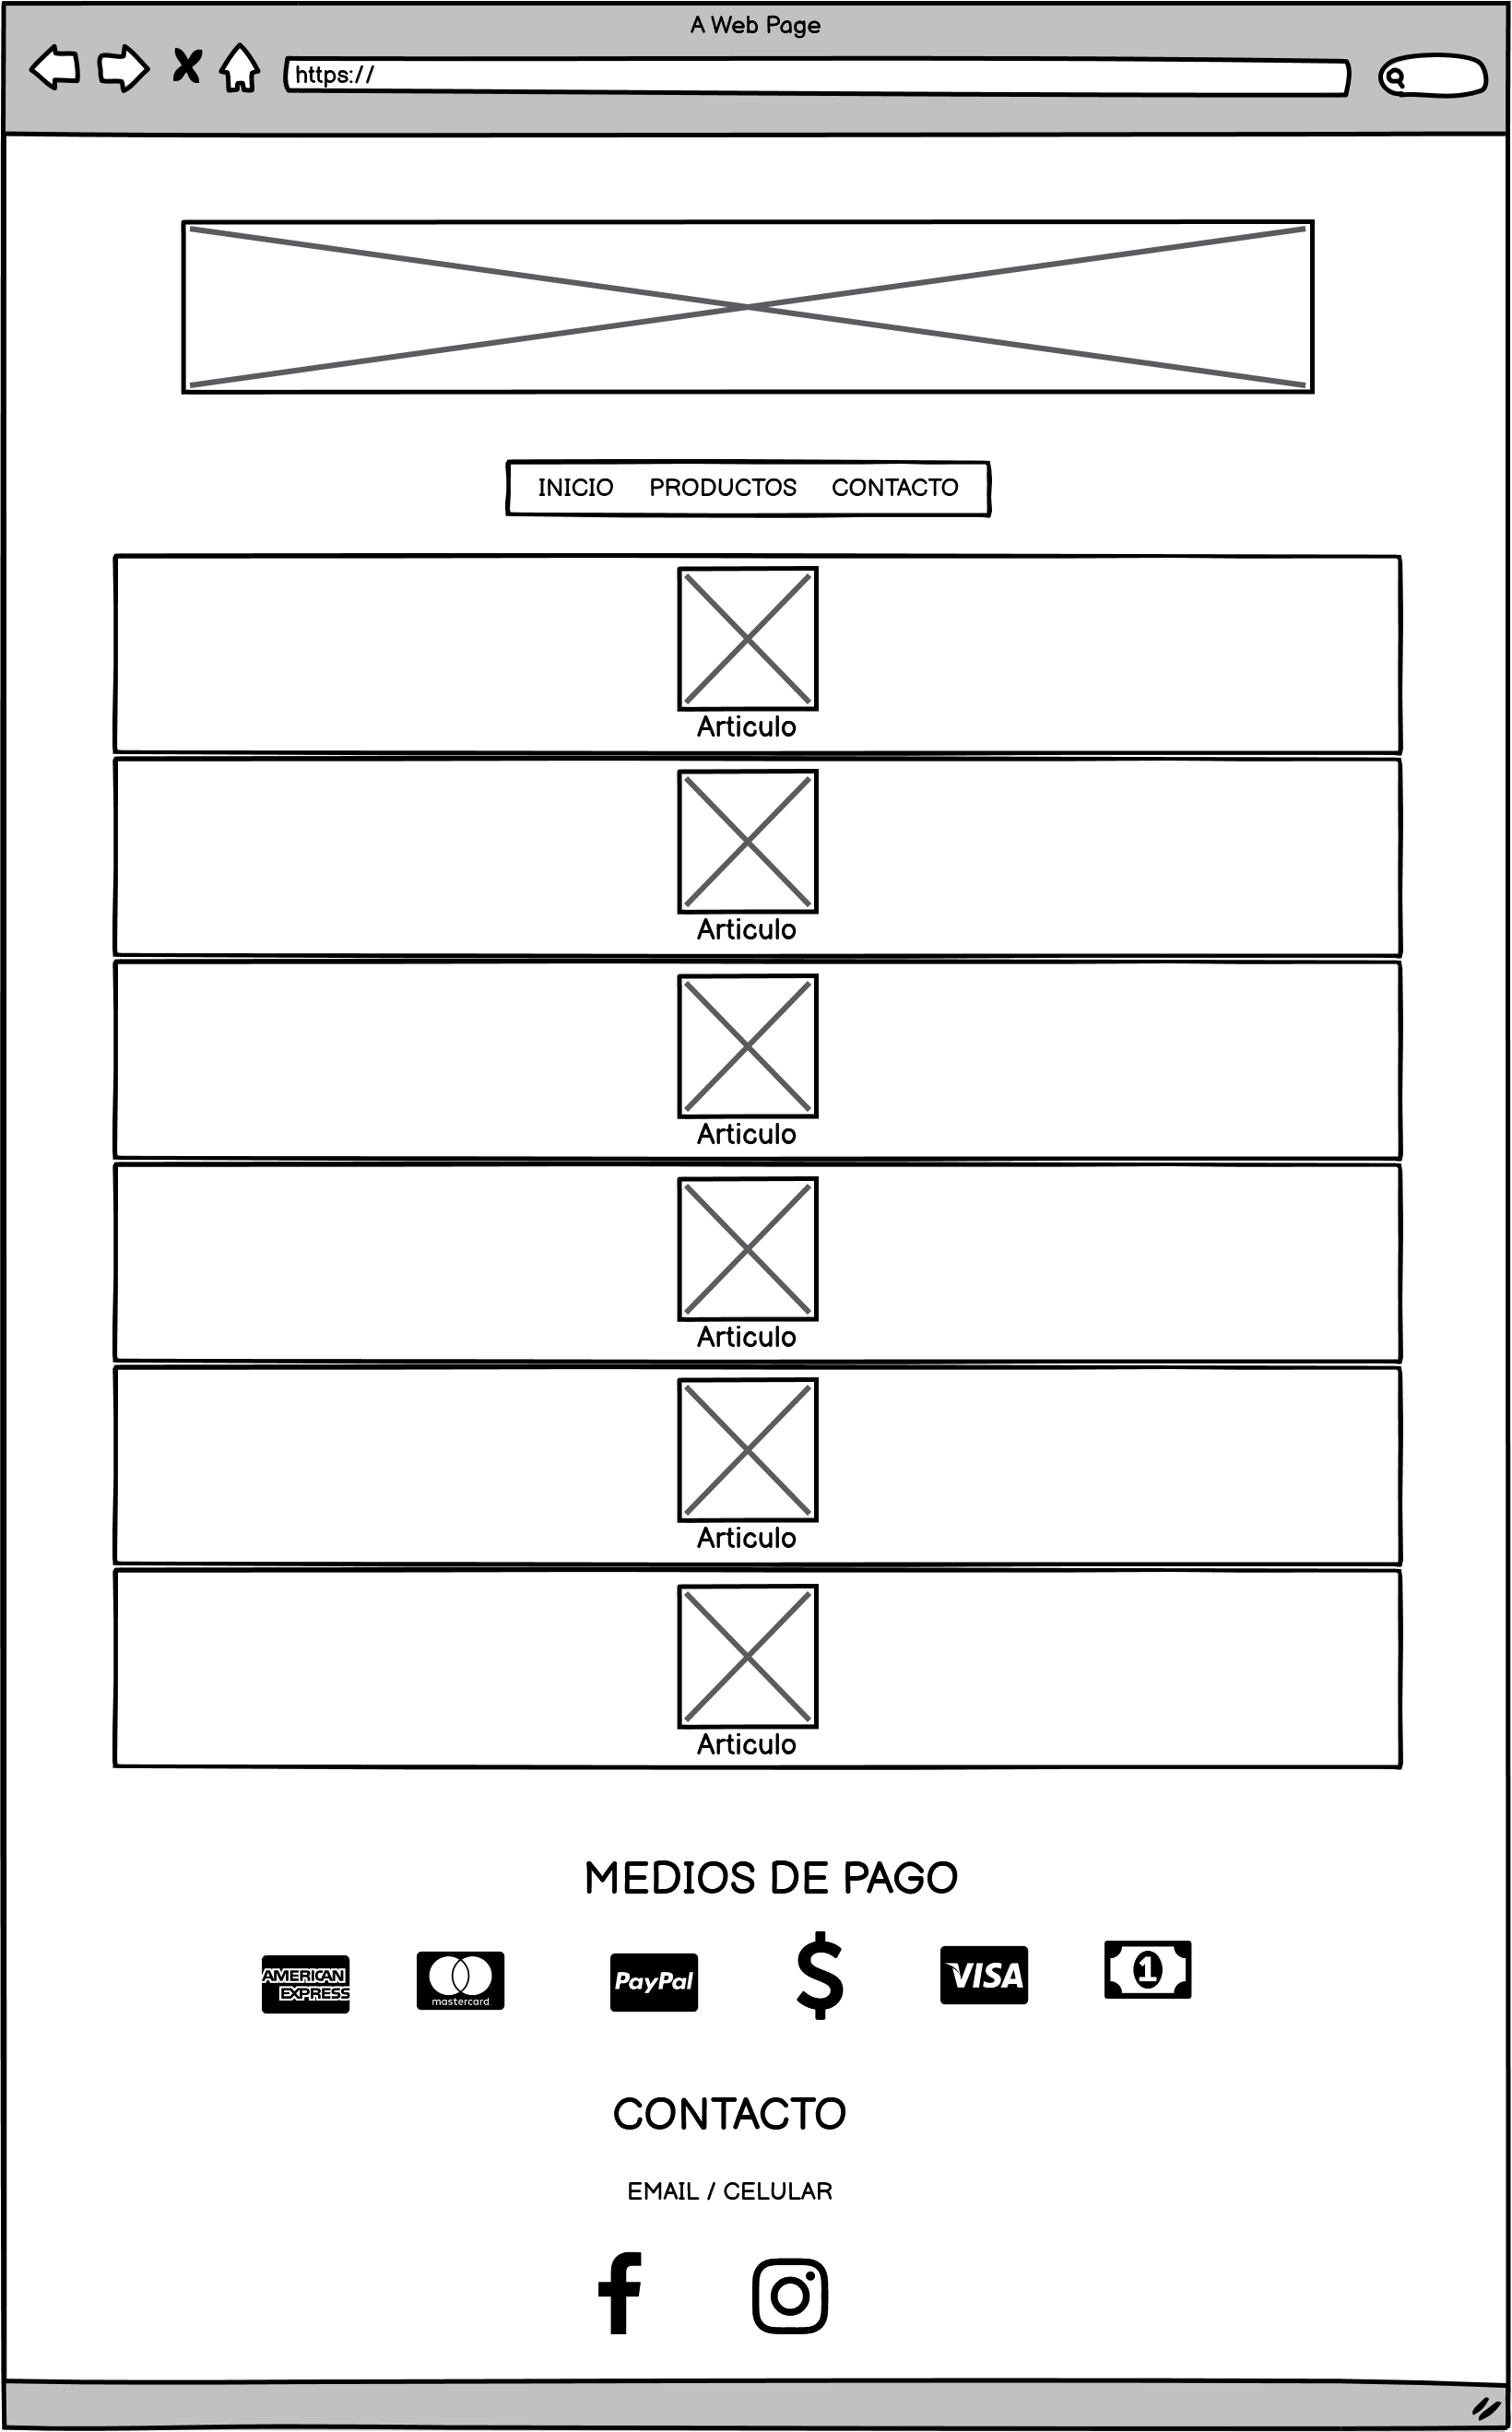 A Web Page
https://
INICIO PRODUCTOS CONTACTO
Articulo
Articulo
Articulo
Articulo
Articulo
Articulo
MEDIOS DE PAGO
AMERICAN
EXPRESS
mastercard
PayPal
$
VISA
1
CONTACTO
EMAIL / CELULAR